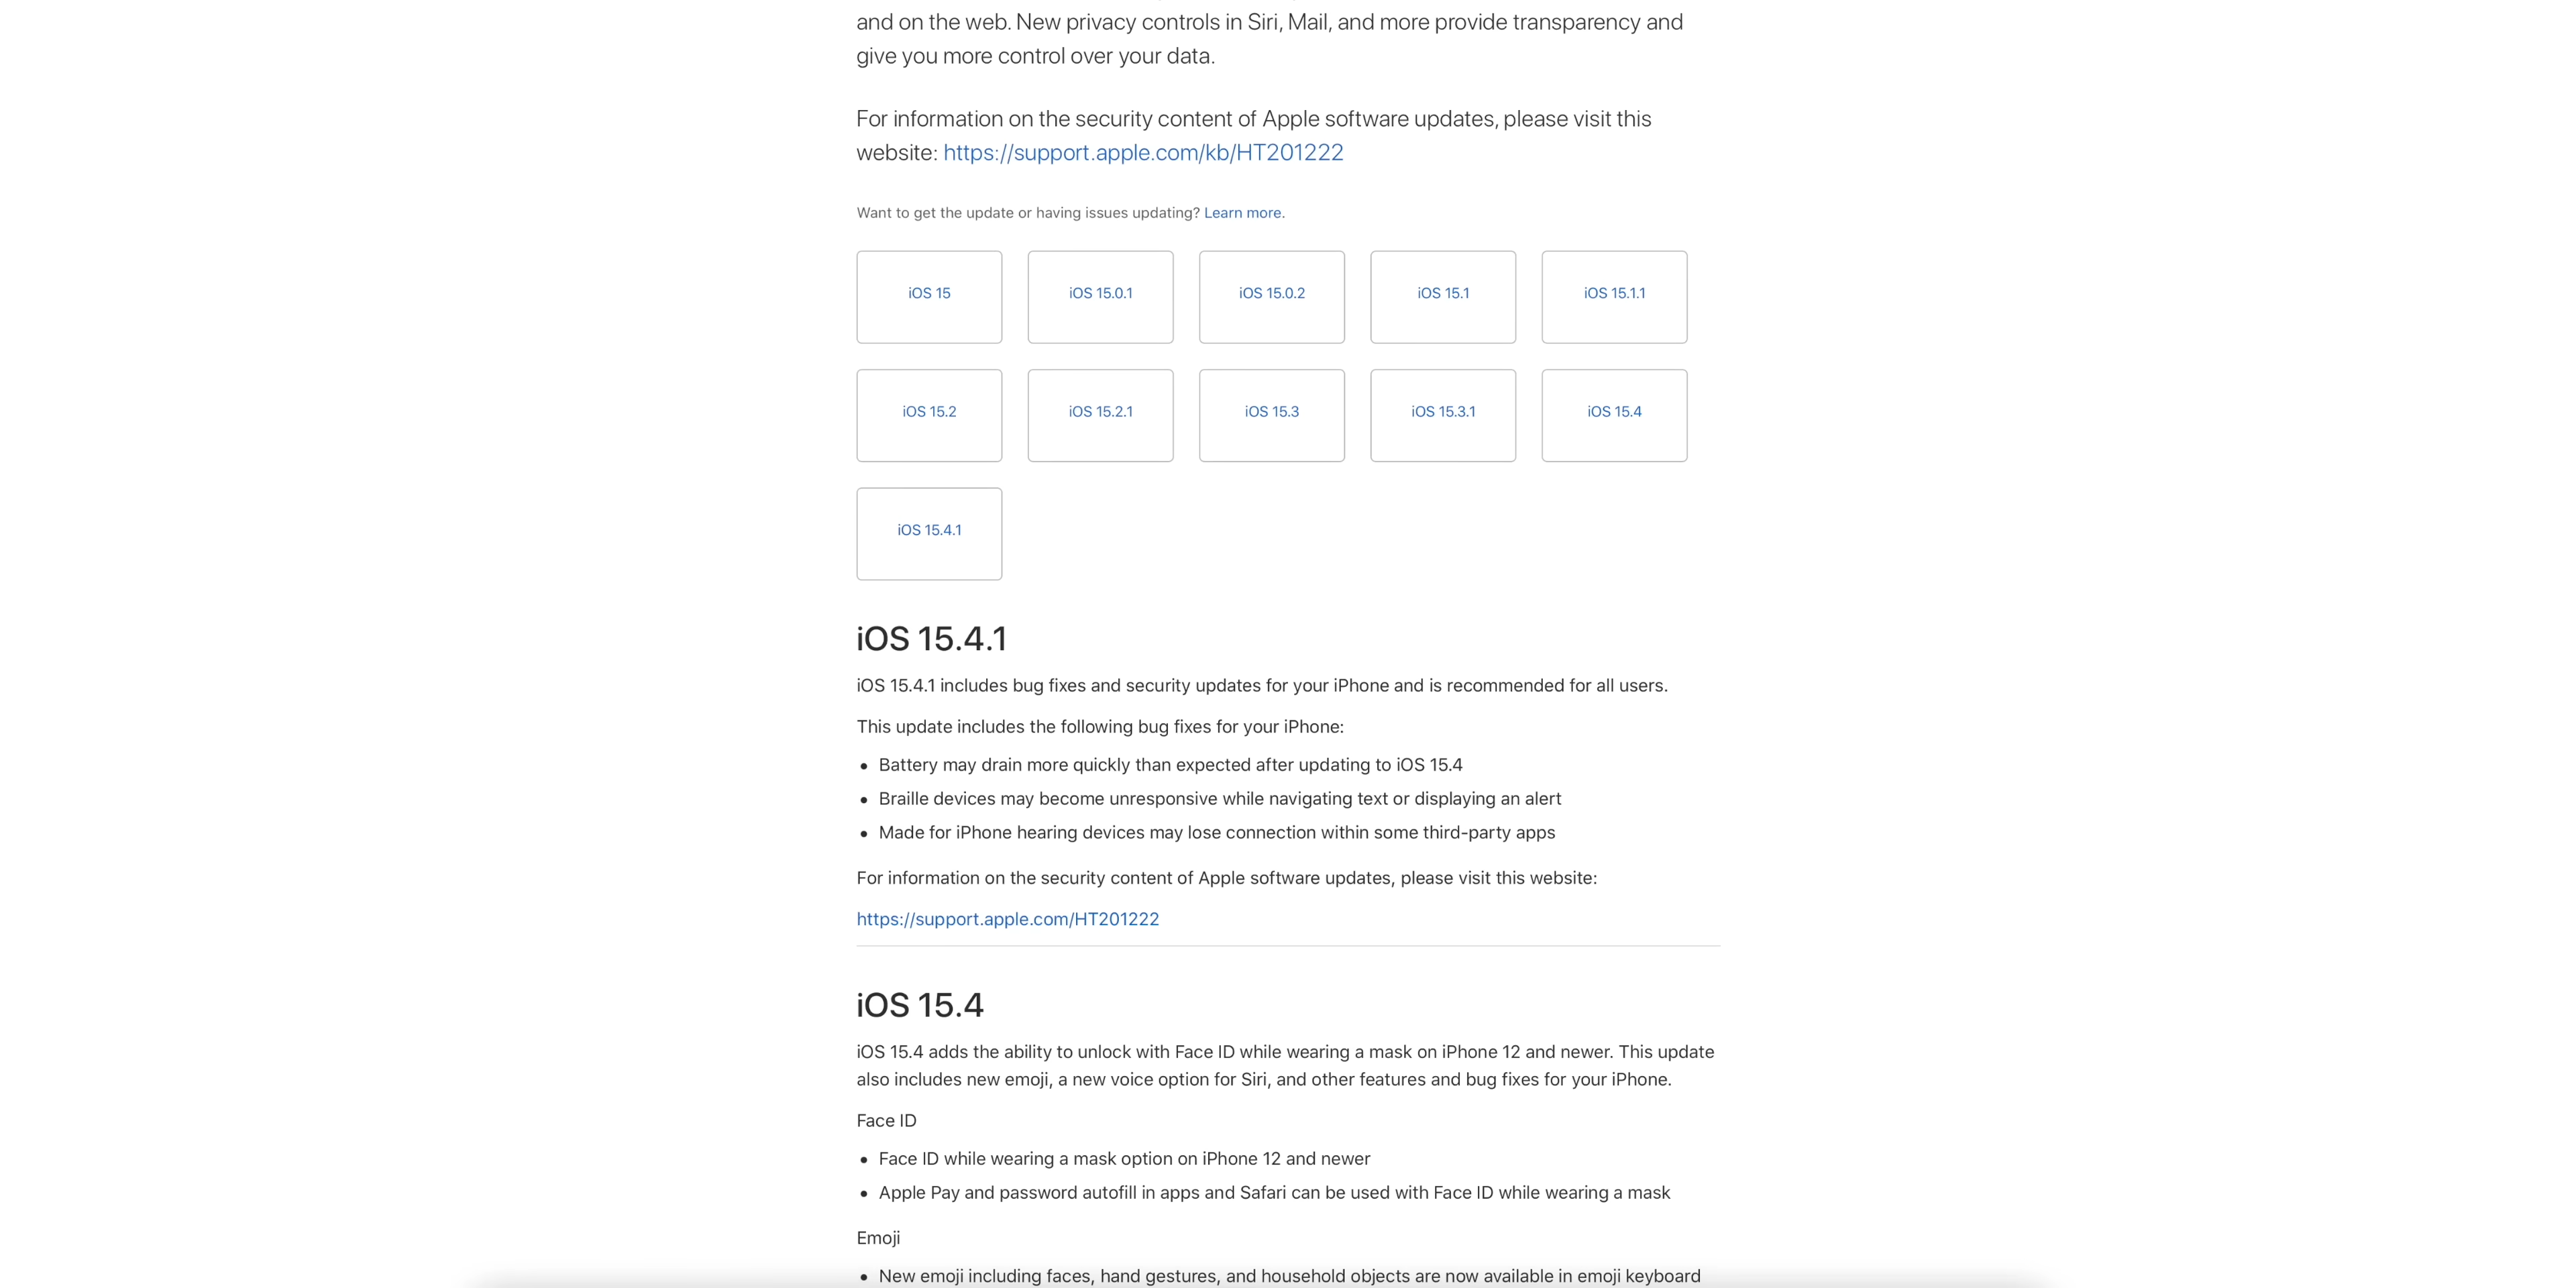 and on the web. New privacy controls in Siri, Mail, and more provide transparency and
give you more control over your data.
For information on the security content of Apple software updates, please visit this
website: https://support.apple.com/kb/HT201222
Want to get the update or having issues updating? Learn more.
iOS 15
iOS 15.0.1
iOS 15.0.2
iOS 15.1
iOS 15.1.1
iOS 15.2
iOS 15.2.1
iOS 15.3
iOS 15.3.1
iOS 15.4
iOS 15.4.1
iOS 15.4.1
iOS 15.4.1 includes bug fixes and security updates for your iPhone and is recommended for all users.
This update includes the following bug fixes for your iPhone:
• Battery may drain more quickly than expected after updating to iOS 15.4
• Braille devices may become unresponsive while navigating text or displaying an alert
• Made for iPhone hearing devices may lose connection within some third-party apps
For information on the security content of Apple software updates, please visit this website:
https://support.apple.com/HT201222
iOS 15.4
iOS 15.4 adds the ability to unlock with Face ID while wearing a mask on iPhone 12 and newer. This update
also includes new emoji, a new voice option for Siri, and other features and bug fixes for your iPhone.
Face ID
• Face ID while wearing a mask option on iPhone 12 and newer
• Apple Pay and password autofill in apps and Safari can be used with Face ID while wearing a mask
Emoji
• New emoji including faces, hand gestures, and household objects are now available in emoji keyboard